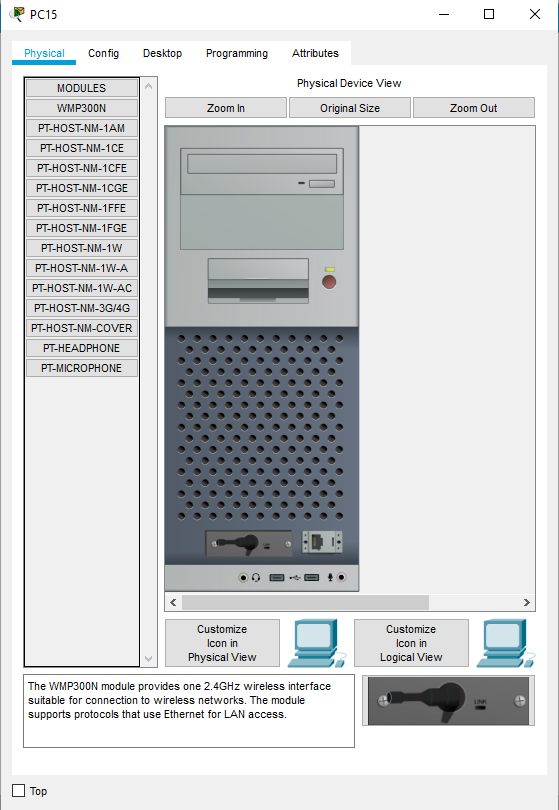 PC15
Physical
Config
Desktop
Programming
Attributes
MODULES
WMP300N
PT-HOST-NM-1AM
PT-HOST-NM-1CE
PT-HOST-NM-1CFE
PT-HOST-NM-1CGE
PT-HOST-NM-1FFE
PT-HOST-NM-1FGE
PT-HOST-NM-1W
PT-HOST-NM-1W-A
PT-HOST-NM-1W-AC
PT-HOST-NM-3G/4G
PT-HOST-NM-COVER
PT-HEADPHONE
PT-MICROPHONE
Physical Device View
Zoom In
Original Size
Zoom Out
LINK
Customize
Icon in
Physical View
Customize
Icon in
Logical View
The WMP300N module provides one 2.4GHz wireless interface
suitable for connection to wireless networks. The module
supports protocols that use Ethernet for LAN access.
LINK
Top